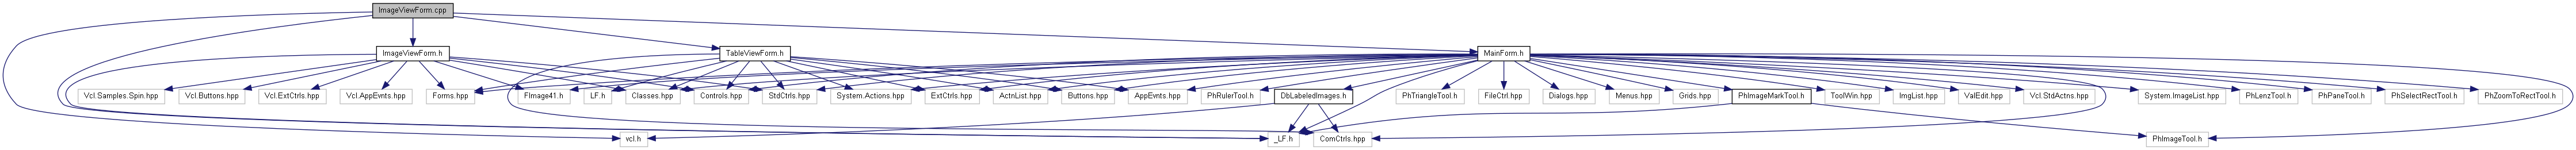 ImageViewForm.cpp
ImageViewForm.h
TableViewForm.h
MainForm.h
Vcl.Samples.Spin.hpp
Vcl.Buttons.hpp
Vcl.ExtCtrls.hpp
Vcl.AppEvnts.hpp
Forms.hpp
FImage41.h
LF.h
Classes.hpp
Controls.hpp
StdCtrls.hpp
System.Actions.hpp
ExtCtrls.hpp
ActnList.hpp
Buttons.hpp
AppEvnts.hpp
PhRulerTool.h
DbLabeledImages.h
PhTriangleTool.h
FileCtrl.hpp
Dialogs.hpp
Menus.hpp
Grids.hpp
PhImageMarkTool.h
ToolWin.hpp
ImgList.hpp
ValEdit.hpp
Vcl.StdActns.hpp
System.ImageList.hpp
PhLenzTool.h
PhPaneTool.h
PhSelectRectTool.h
PhZoomToRectTool.h
vcl.h
_LF.h
ComCtrls.hpp
PhImageTool.h